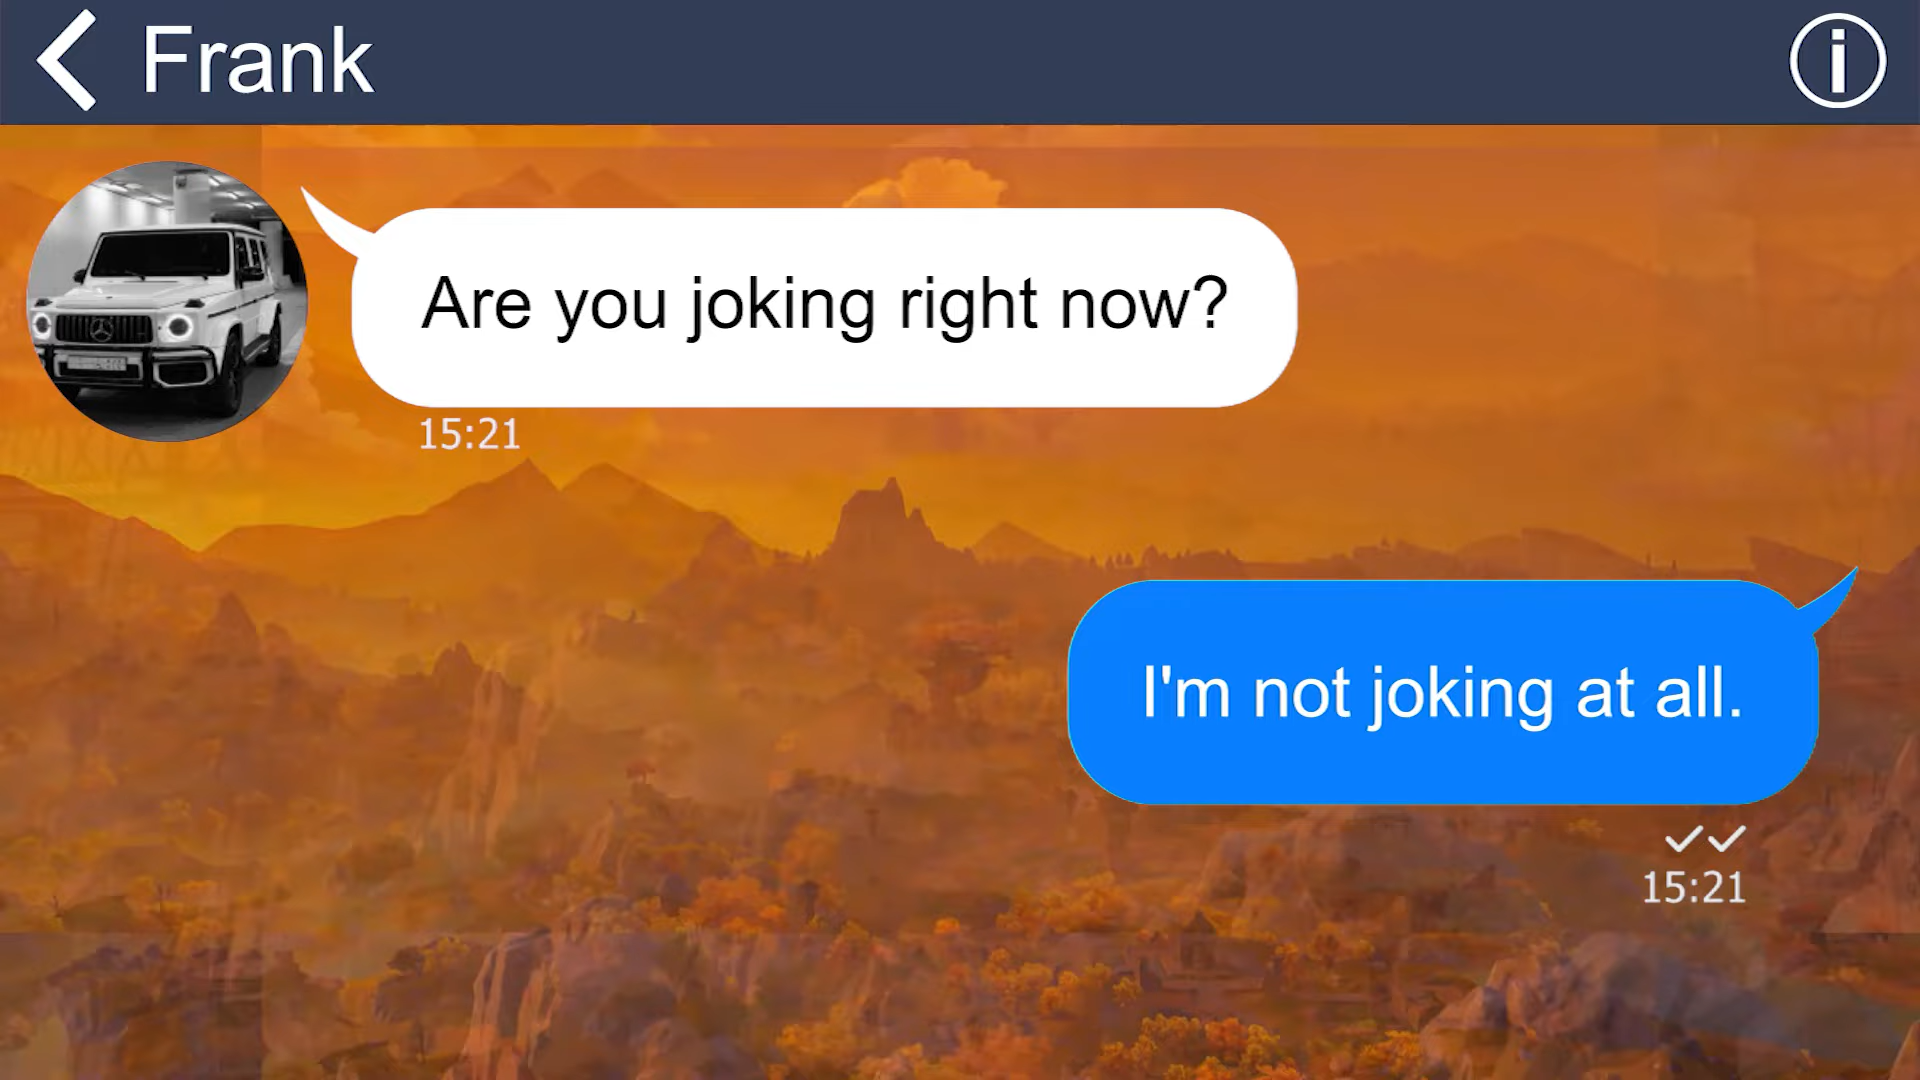 Frank
Are you joking right now?
15:21
I'm not joking at all.
15:21